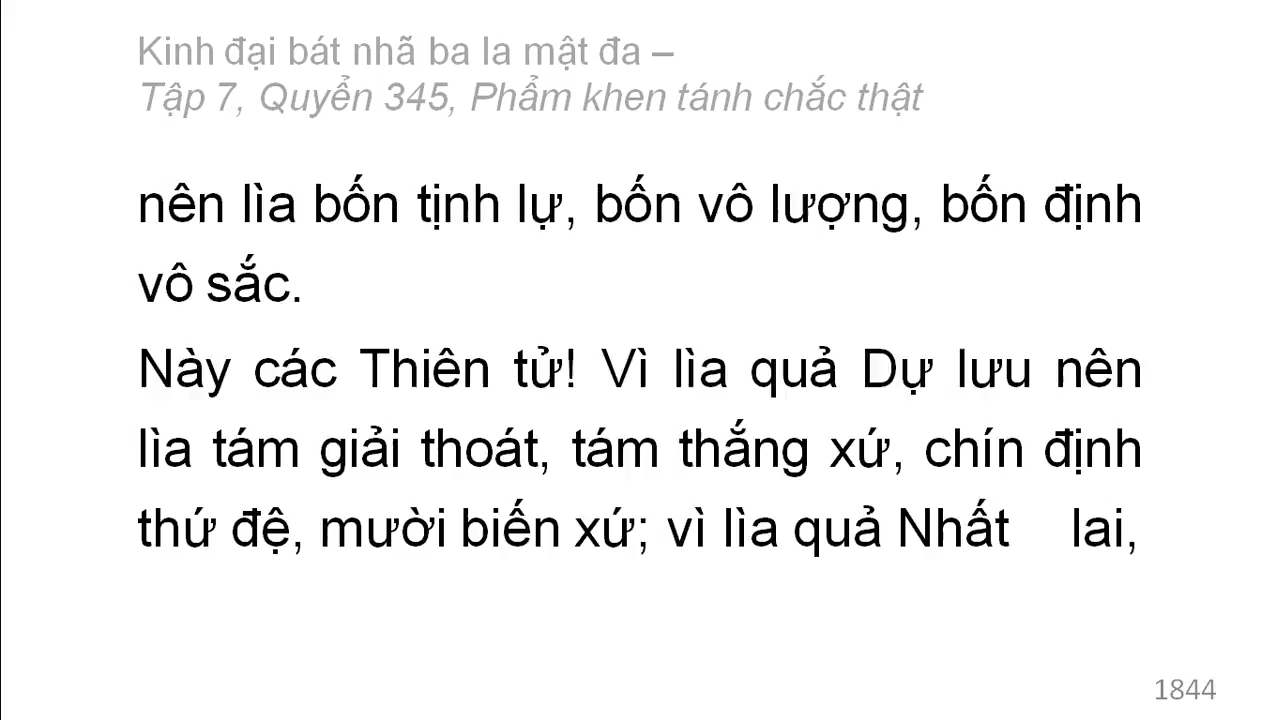 Kinh đại bát nhã ba la mật đa –
Tập 7, Quyển 345, Phẩm khen tánh chắc thật
nên lìa bốn tịnh lự, bốn vô lượng, bốn định
vô sắc.
Này các Thiên tử! Vì lìa quả Dự lưu nên
lìa tám giải thoát, tám thắng xứ, chín định
thứ đệ, mười biến xứ; vì lìa quả Nhất lai,
1844